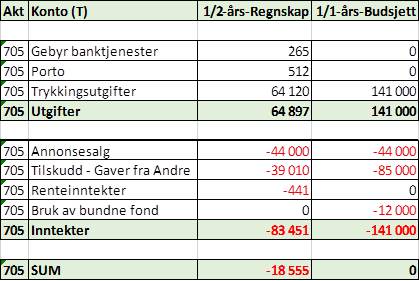 Akt Konto (T) 1/2-års-Regnskap 1/1-års-Budsjett
705 Gebyr banktjenester 265 0
705 Porto 512 0
705 Trykkingsutgifter 64 120 141 000
705 Utgifter 64 897 141 000
705 Annonsesalg -44 000 -44 000
705 Tilskudd - Gaver fra Andre -39 010 -85 000
705 Renteinntekter -441 0
705 Bruk av bundne fond 0 -12 000
705 Inntekter -83 451 -141 000
705 SUM -18 555 0